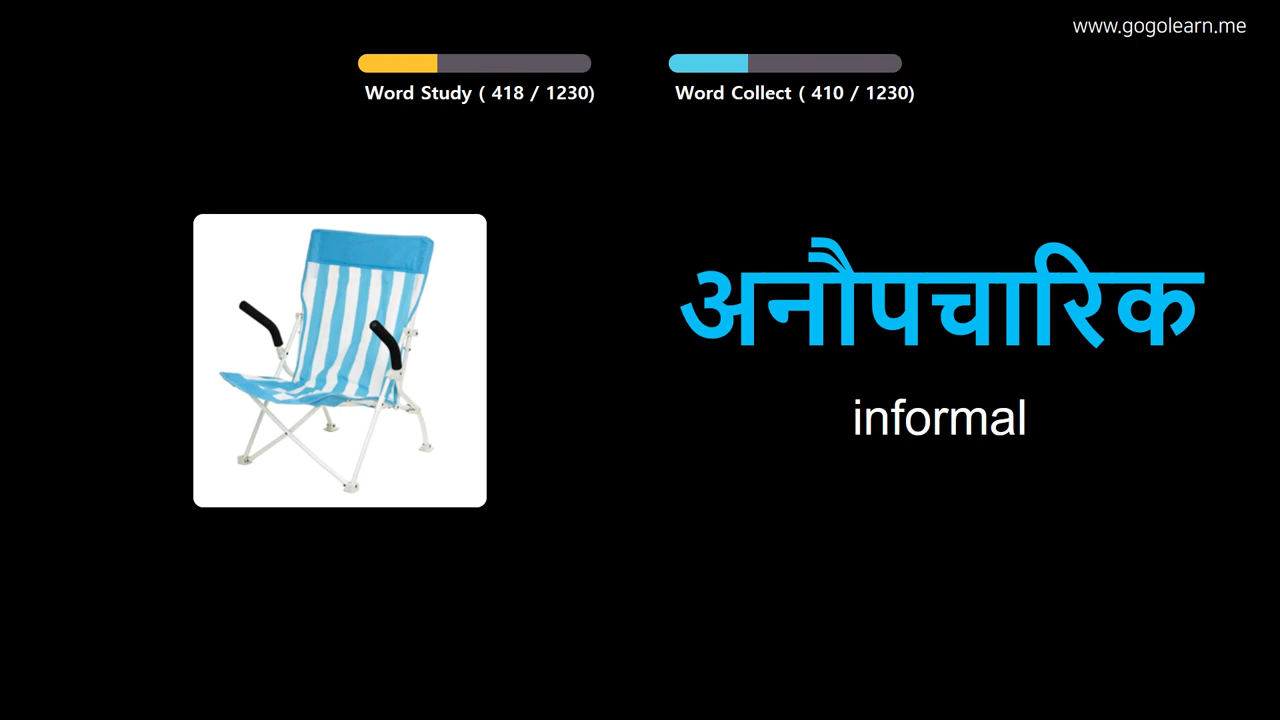 www.gogolearn.me
Word Study ( 418 / 1230)
Word Collect ( 410 / 1230)
अनौपचारिक
informal